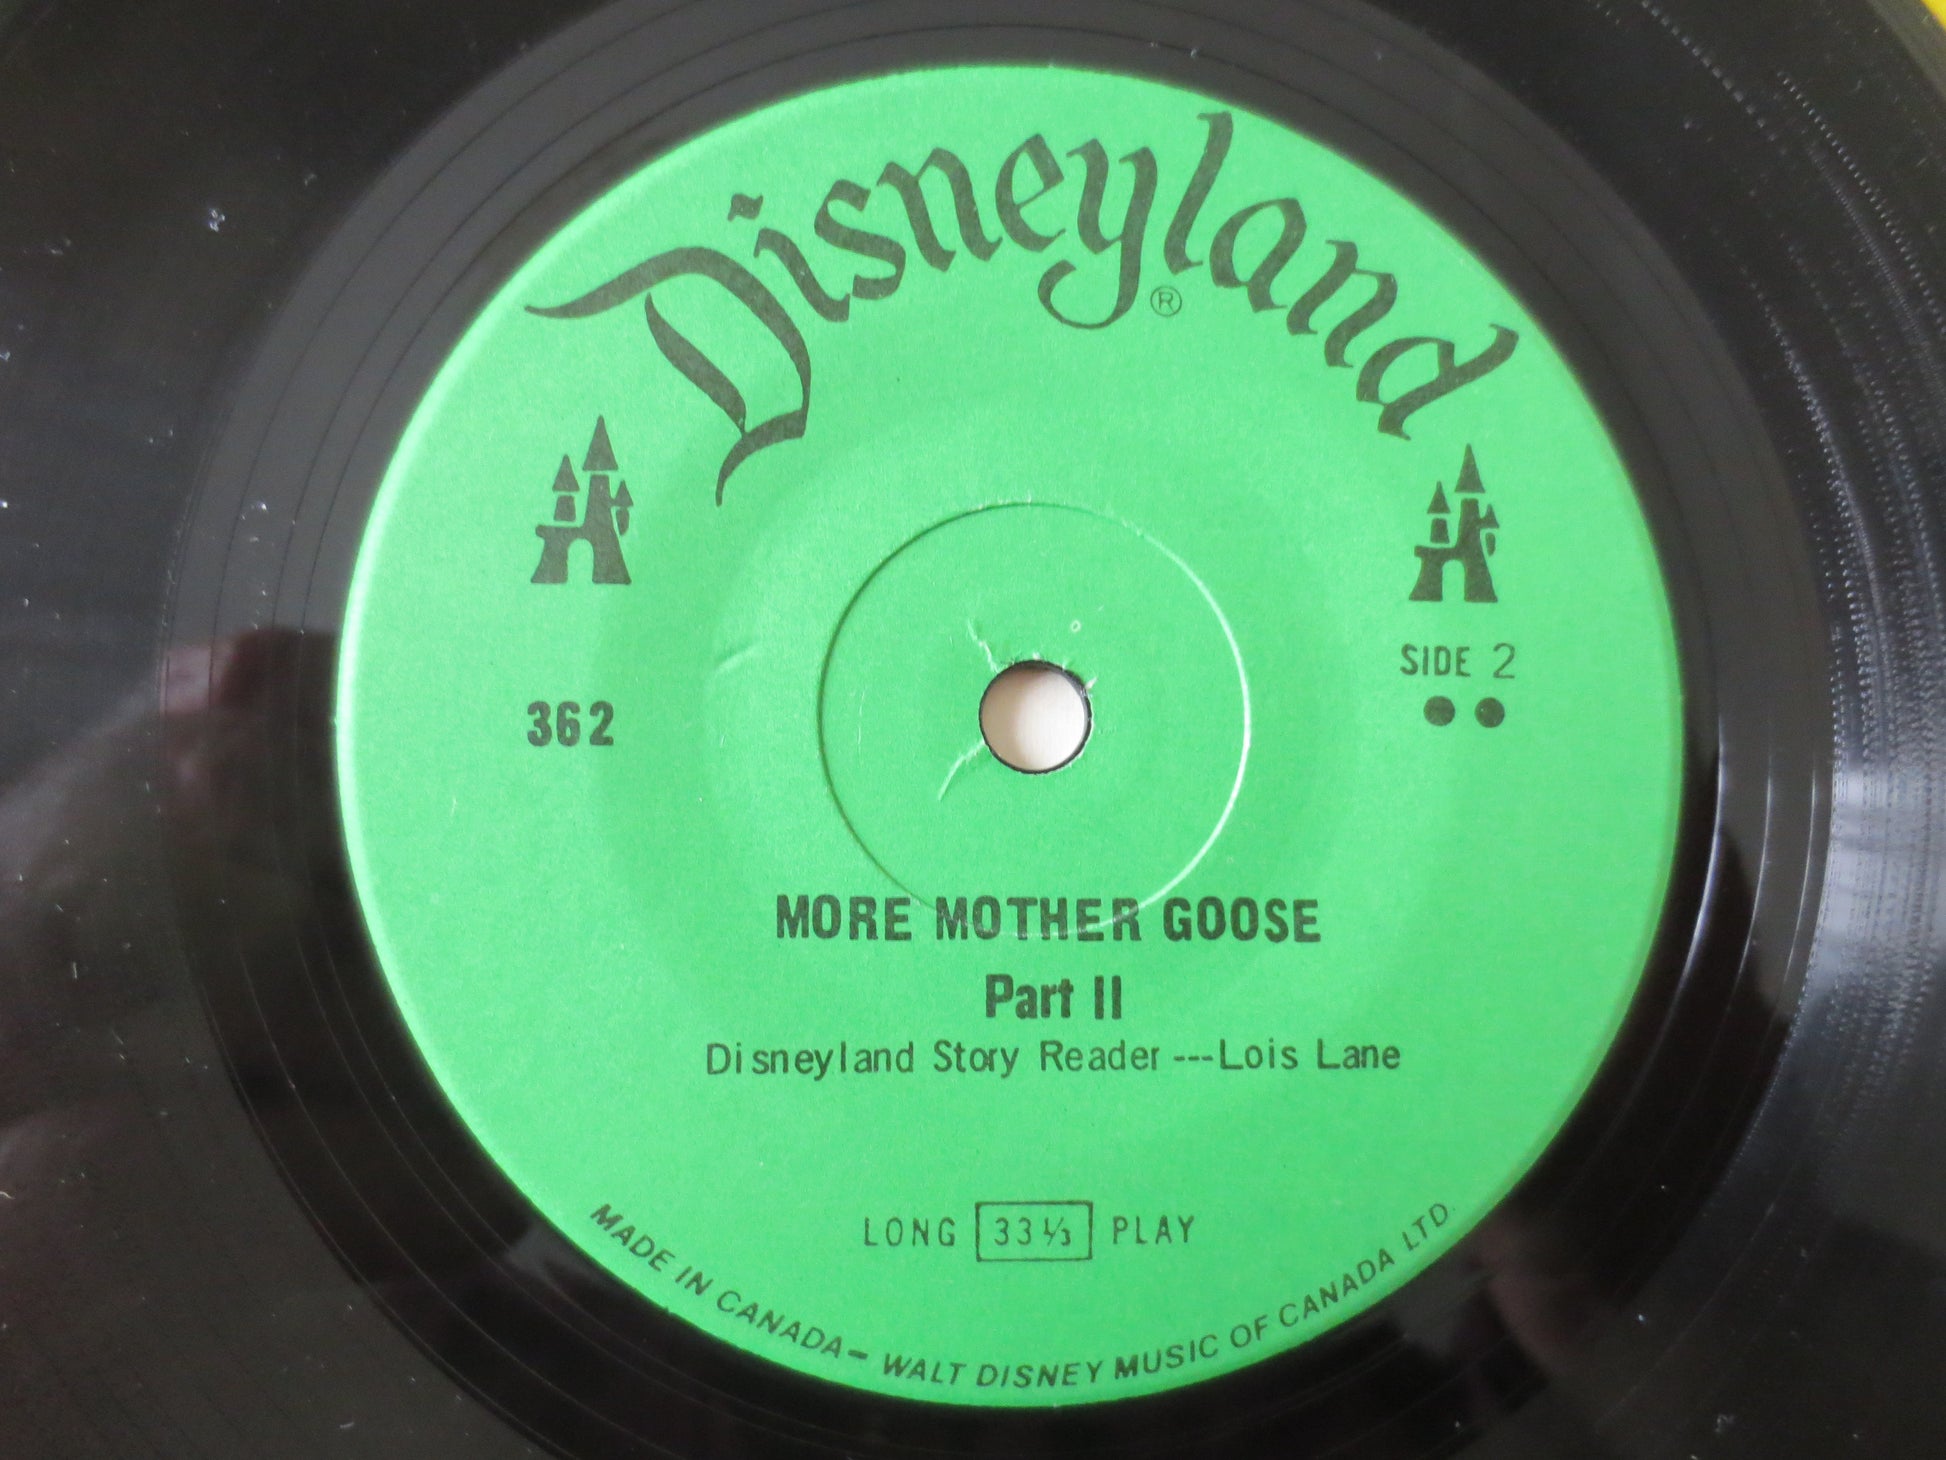 Disneyland®
SIDE 2
362
MORE MOTHER GOOSE
Part II
Disneyland Story Reader---Lois Lane
LONG 33⅓ PLAY
MADE IN CANADA- WALT DISNEY MUSIC OF CANADA LTD.